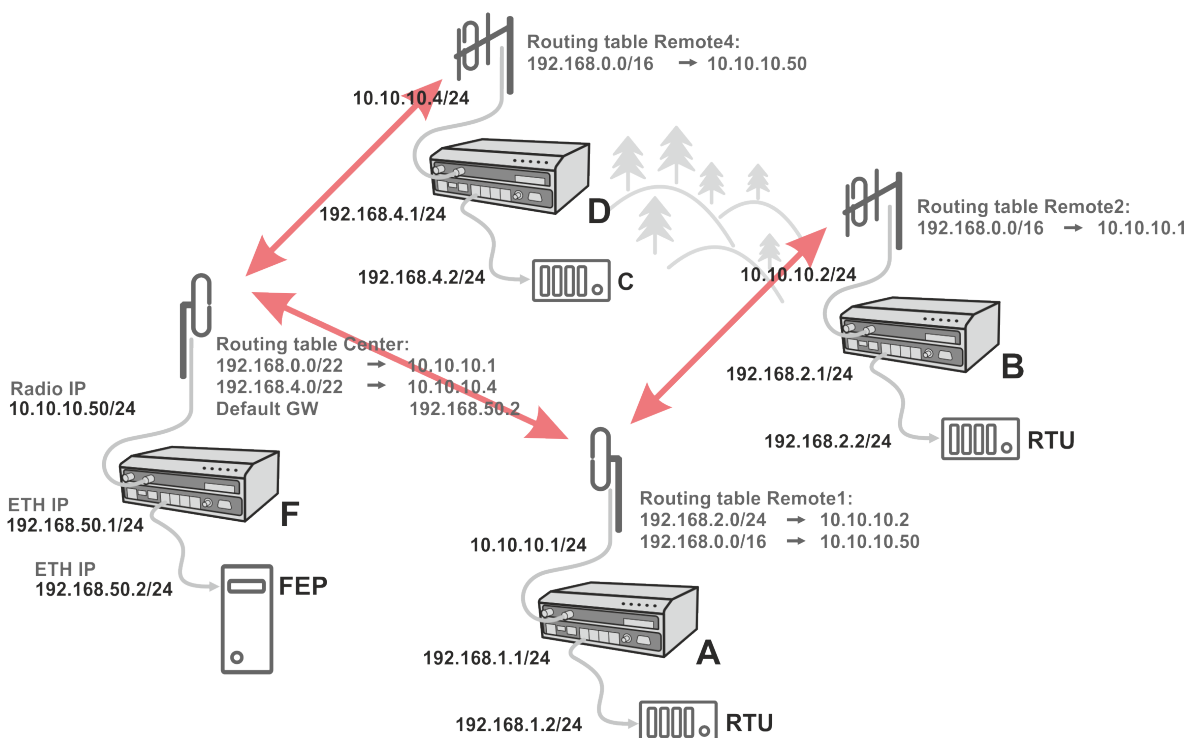 Routing table Remote4:
192.168.0.0/16 → 10.10.10.50
10.10.10.4/24
D
192.168.4.1/24
192.168.4.2/24
C
Routing table Remote2:
192.168.0.0/16 → 10.10.10.1
10.10.10.2/24
B
192.168.2.1/24
192.168.2.2/24
RTU
Routing table Center:
192.168.0.0/22 → 10.10.10.1
192.168.4.0/22 → 10.10.10.4
Default GW 192.168.50.2
Radio IP
10.10.10.50/24
F
ETH IP
192.168.50.1/24
ETH IP
192.168.50.2/24
FEP
Routing table Remote1:
192.168.2.0/24 → 10.10.10.2
192.168.0.0/16 → 10.10.10.50
10.10.10.1/24
A
192.168.1.1/24
192.168.1.2/24
RTU